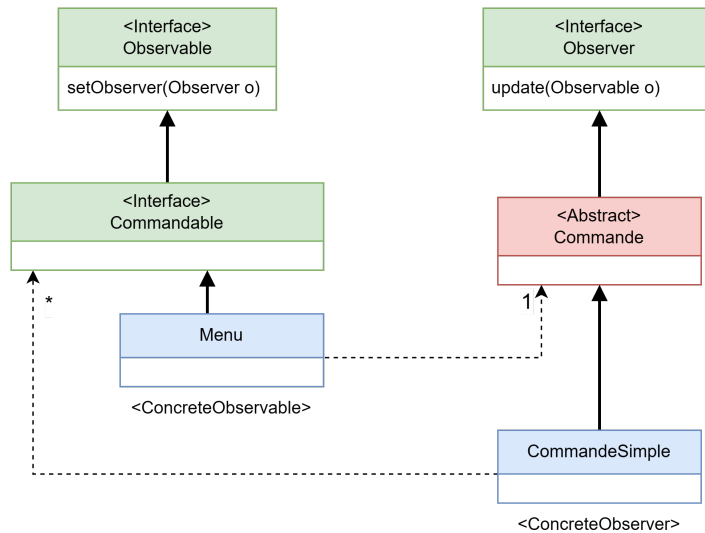 <Interface>
Observable
setObserver(Observer o)
<Interface>
Observer
update(Observable o)
<Interface>
Commandable
<Abstract>
Commande
*
1
Menu
<ConcreteObservable>
CommandeSimple
<ConcreteObserver>